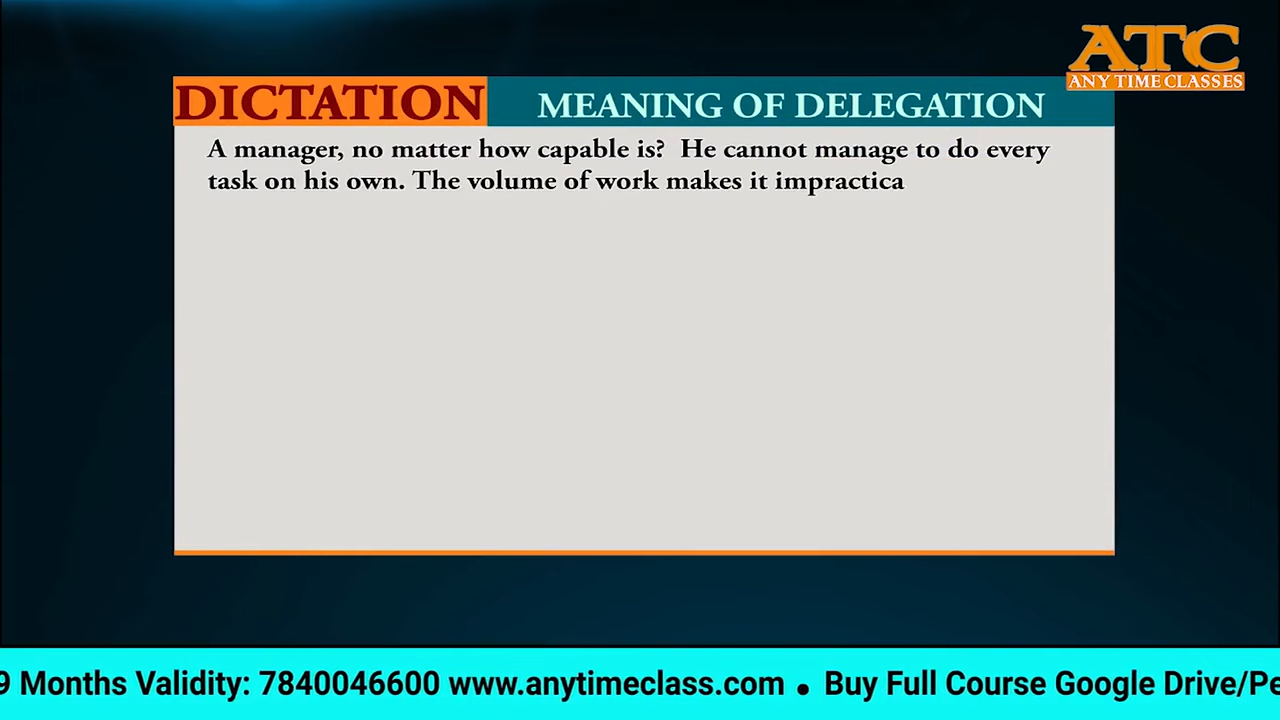 ATC
ANY TIME CLASSES
DICTATION MEANING OF DELEGATION
A manager, no matter how capable is?  He cannot manage to do every
task on his own. The volume of work makes it impractica
9 Months Validity: 7840046600 www.anytimeclass.com • Buy Full Course Google Drive/Pe